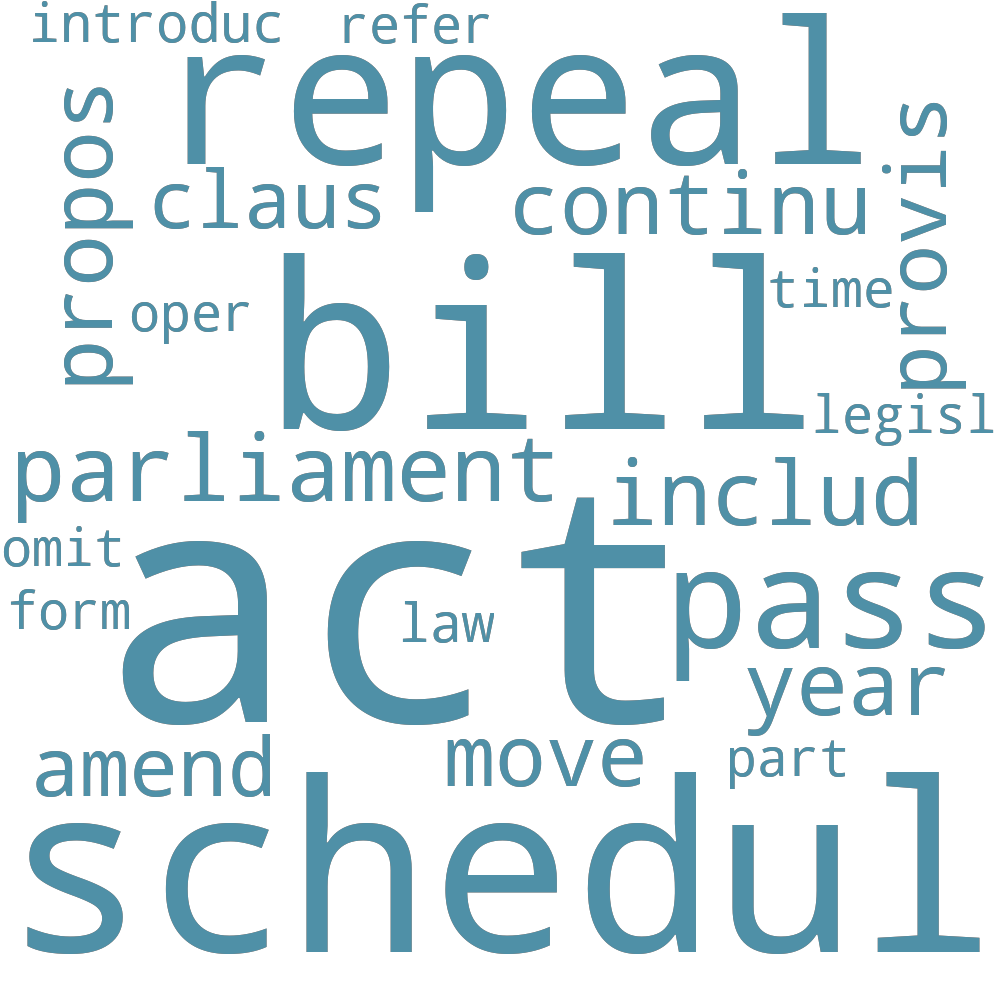 introduc
refer
repeal
propos
provis
claus
continu
bill
time
oper
legisl
parliament
includ
act
omit
pass
form
law
year
amend
move
part
schedul